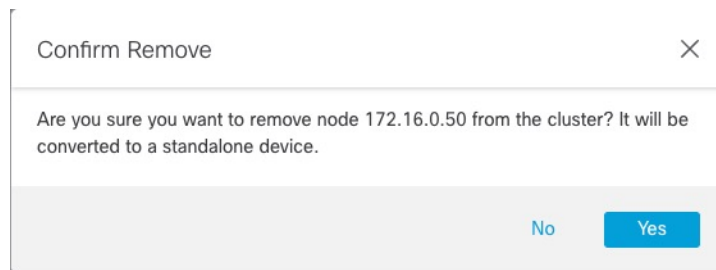 Confirm Remove
Are you sure you want to remove node 172.16.0.50 from the cluster? It will be
converted to a standalone device.
No
Yes